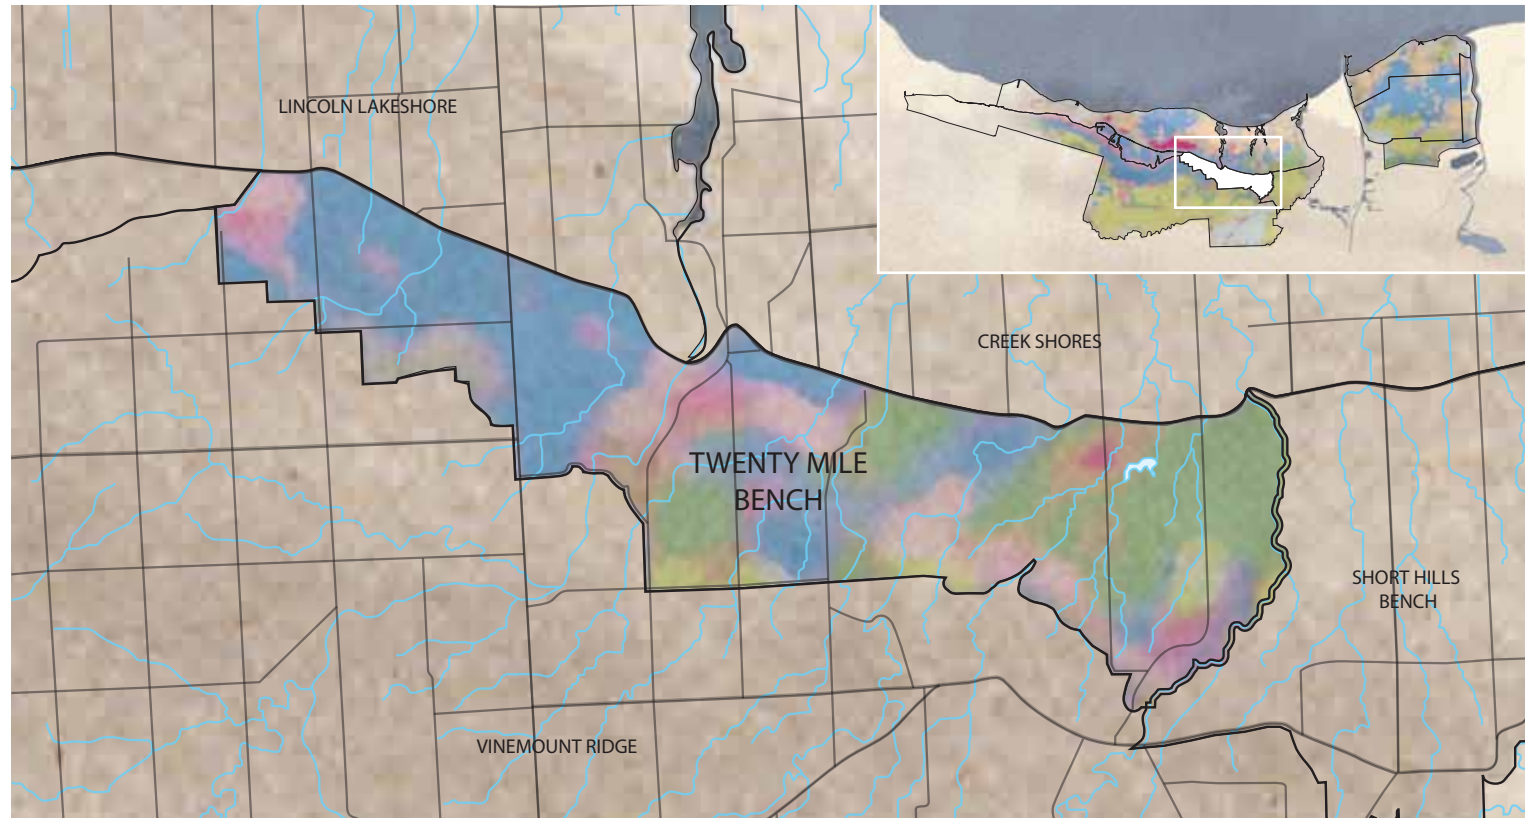 LINCOLN LAKESHORE
CREEK SHORES
TWENTY MILE
BENCH
SHORT HILLS
BENCH
VINEMOUNT RIDGE